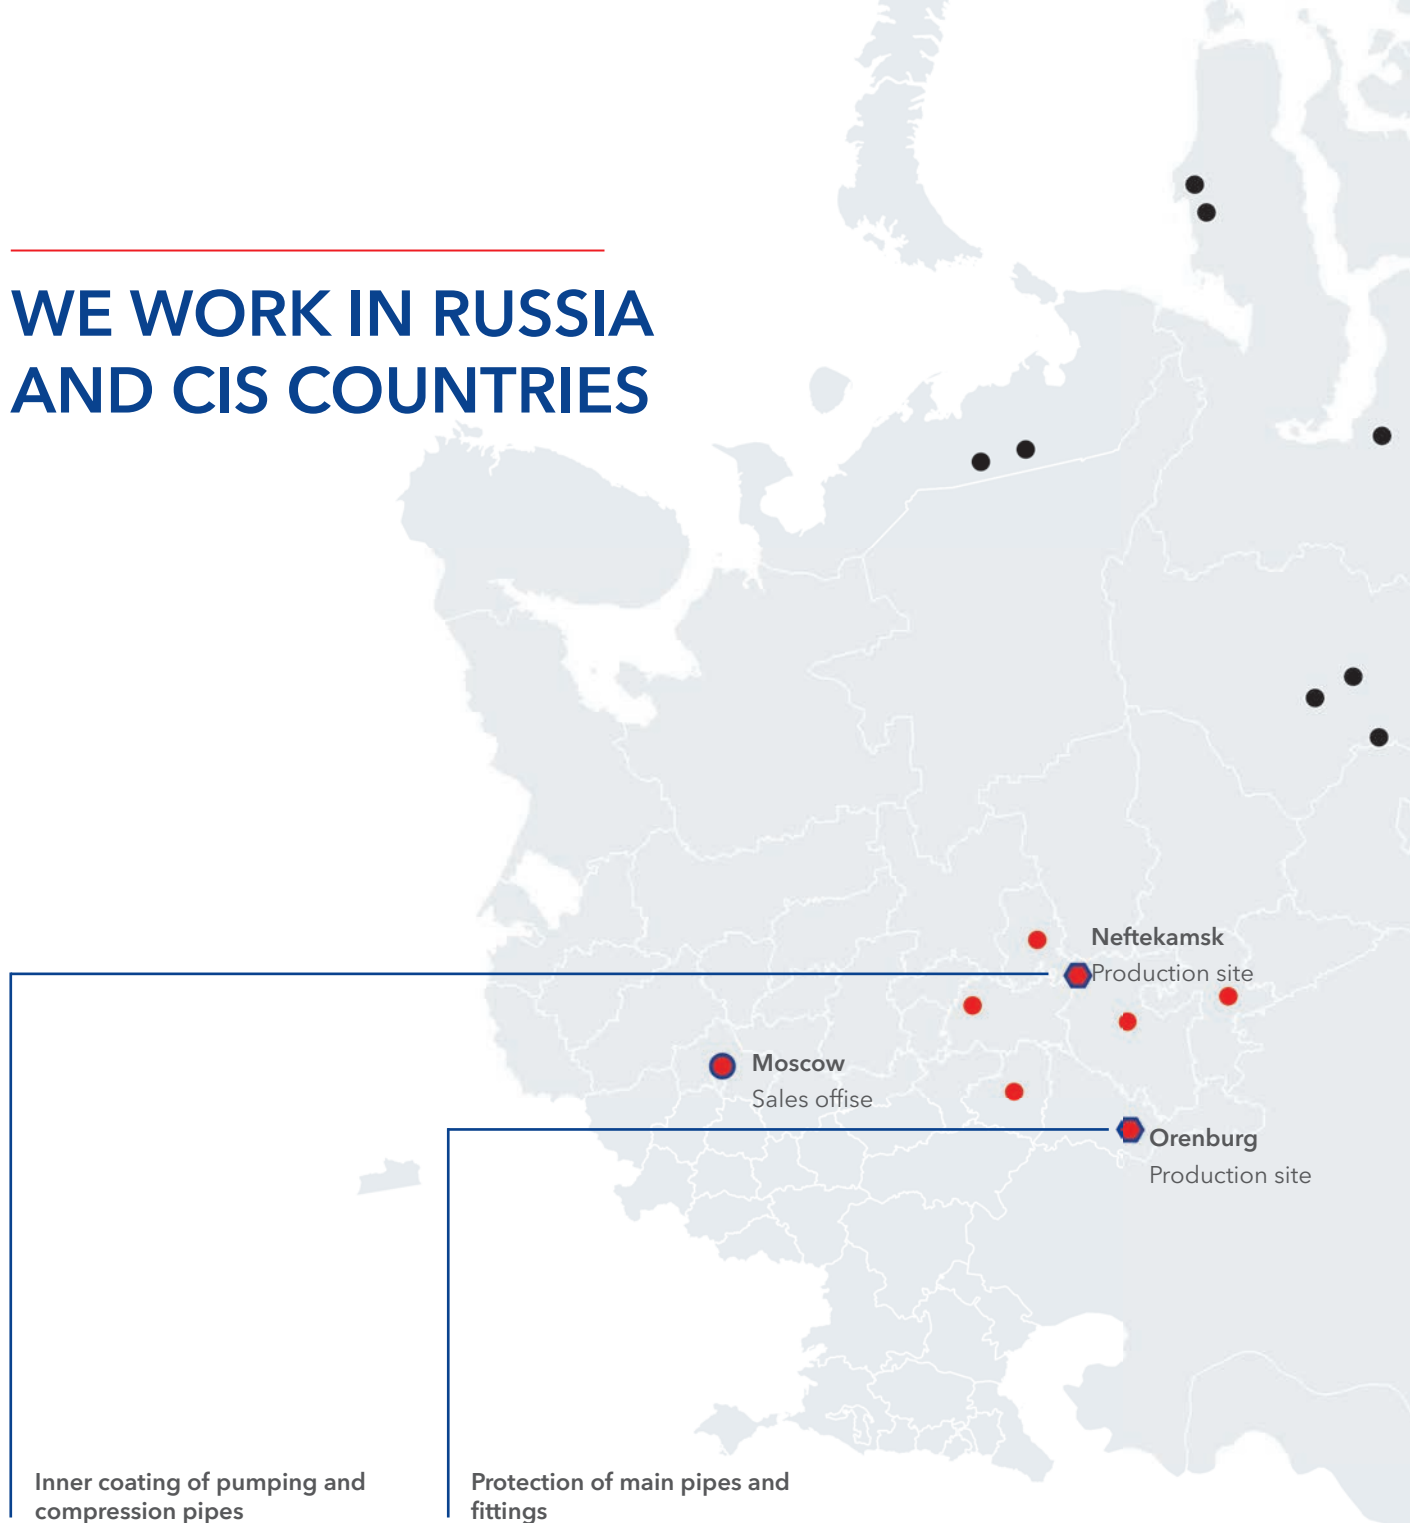 WE WORK IN RUSSIA
AND CIS COUNTRIES
Neftekamsk
Production site
Moscow
Sales offise
Orenburg
Production site
Inner coating of pumping and
compression pipes
Protection of main pipes and
fittings